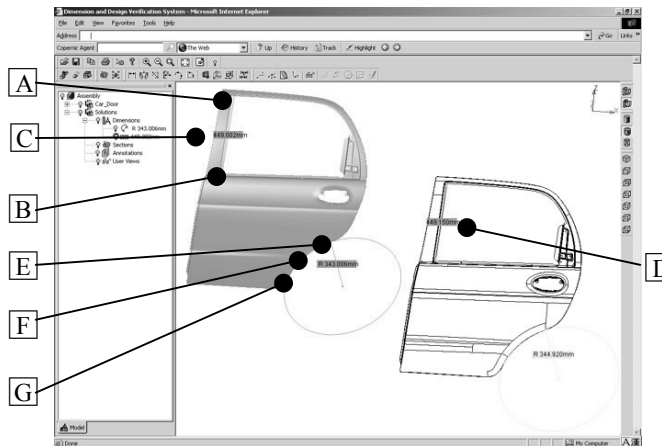 Dimension and Design Verification System - Microsoft Internet Explorer
File Edit View Favorites Tools Help
Address
Go Links »
Copernic Agent
The Web
Up History Track Highlight
A
Assembly
Car_Door
Solutions
Dimensions
R 343.006mm
Sections
Annotations
User Views
C
449.002mm
B
449.150mm
E
D
R 343.006mm
F
G
R 344.920mm
Model
Done
My Computer